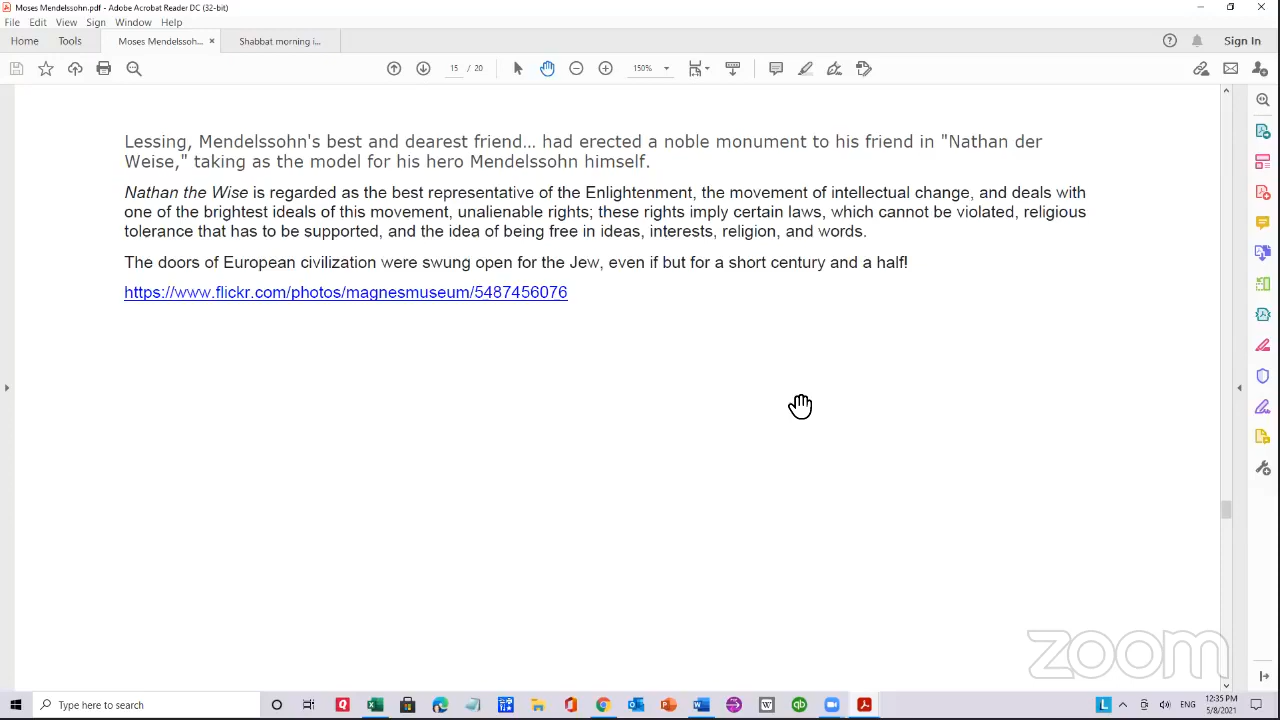 Moses Mendelssohn.pdf - Adobe Acrobat Reader DC (32-bit)
File Edit View Sign Window Help
Home Tools Mosses Mendelssoh... × Shabbat morning i... Sign In
15 / 20 150%
Lessing, Mendelssohn's best and dearest friend... had erected a noble monument to his friend in "Nathan der
Weise," taking as the model for his hero Mendelssohn himself.
Nathan the Wise is regarded as the best representative of the Enlightenment, the movement of intellectual change, and deals with
one of the brightest ideals of this movement, unalienable rights; these rights imply certain laws, which cannot be violated, religious
tolerance that has to be supported, and the idea of being free in ideas, interests, religion, and words.
The doors of European civilization were swung open for the Jew, even if but for a short century and a half!
https://www.flickr.com/photos/magnesmuseum/5487456076
zoom
Type here to search
ENG
12:35 PM
5/8/2021